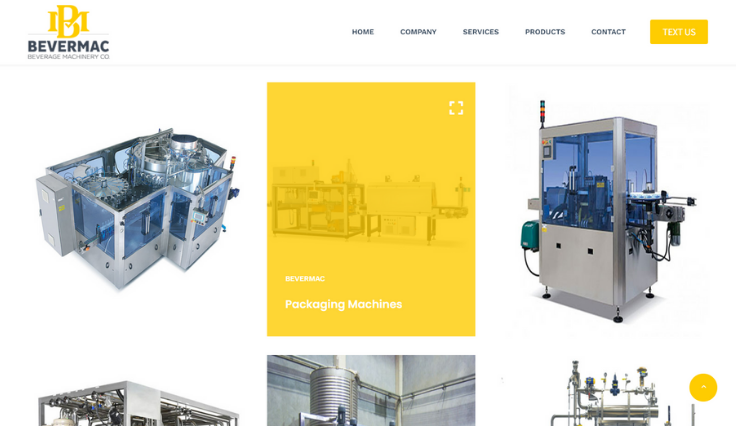 BM
BEVERMAC
BEVERAGE MACHINERY CO.
HOME
COMPANY
SERVICES
PRODUCTS
CONTACT
TEXT US
BEVERMAC
Packaging Machines